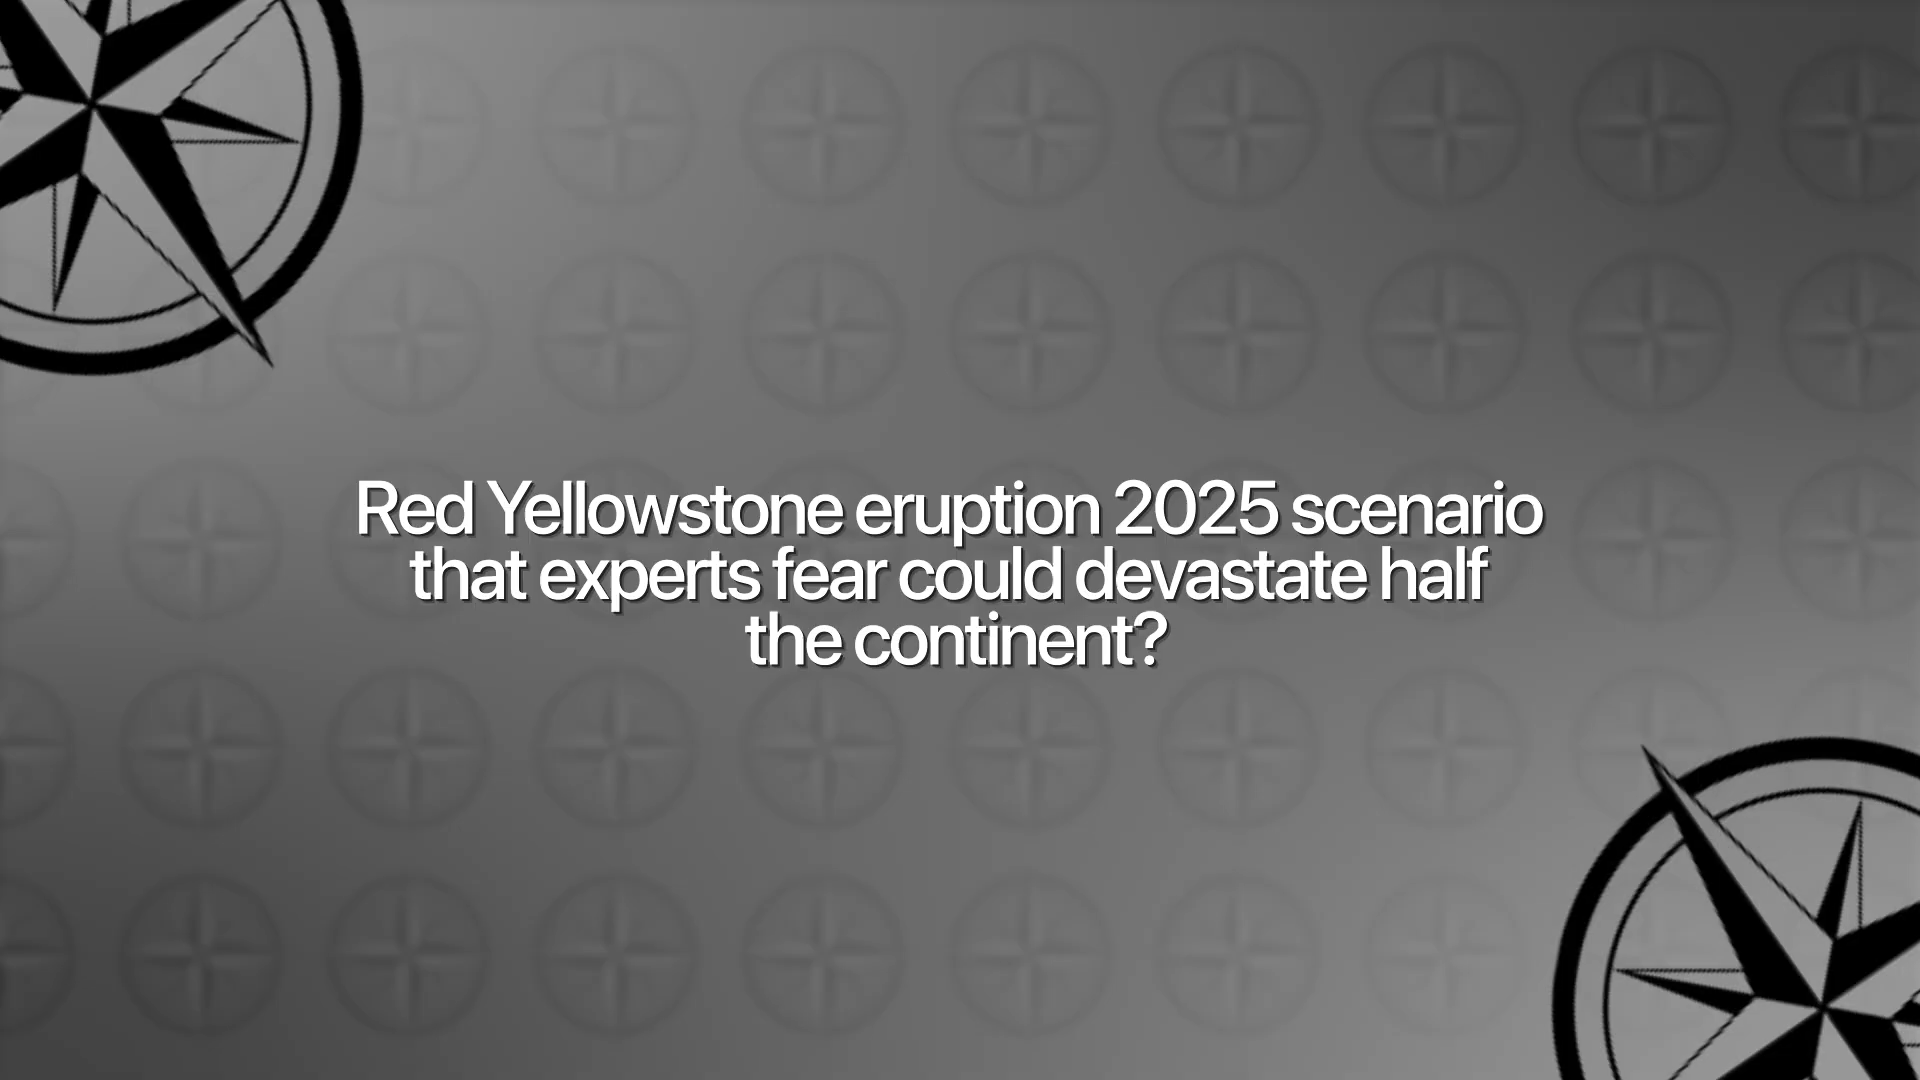 Red Yellowstone eruption 2025 scenario
that experts fear could devastate half
the continent?